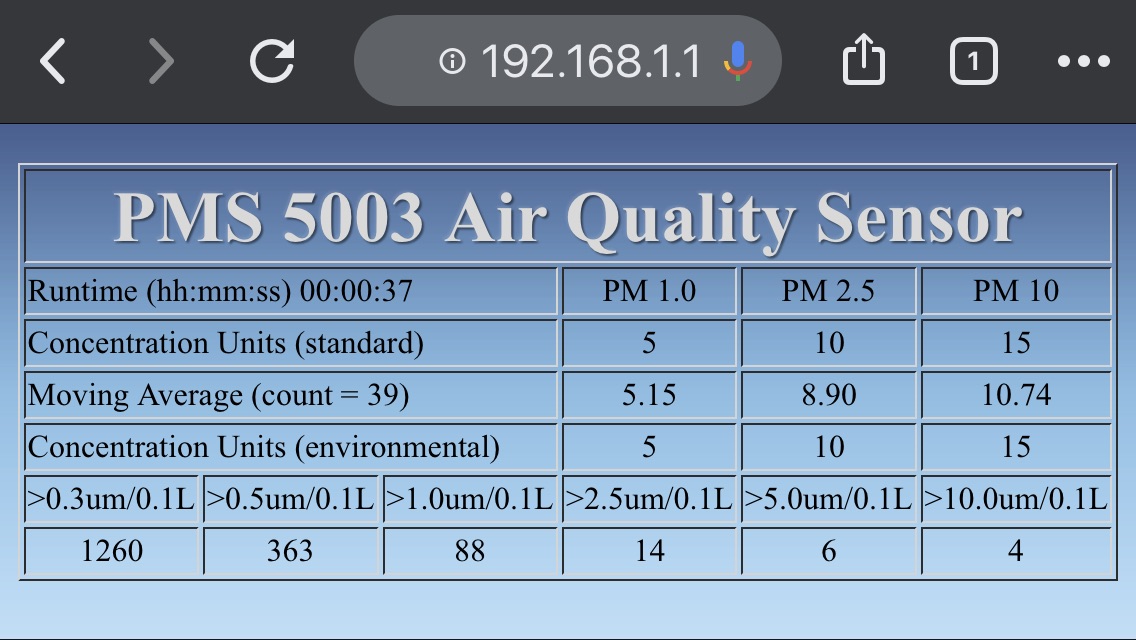 192.168.1.1
1
PMS 5003 Air Quality Sensor
Runtime (hh:mm:ss) 00:00:37 PM 1.0 PM 2.5 PM 10
Concentration Units (standard) 5 10 15
Moving Average (count = 39) 5.15 8.90 10.74
Concentration Units (environmental) 5 10 15
>0.3um/0.1L >0.5um/0.1L >1.0um/0.1L >2.5um/0.1L >5.0um/0.1L >10.0um/0.1L
1260 363 88 14 6 4